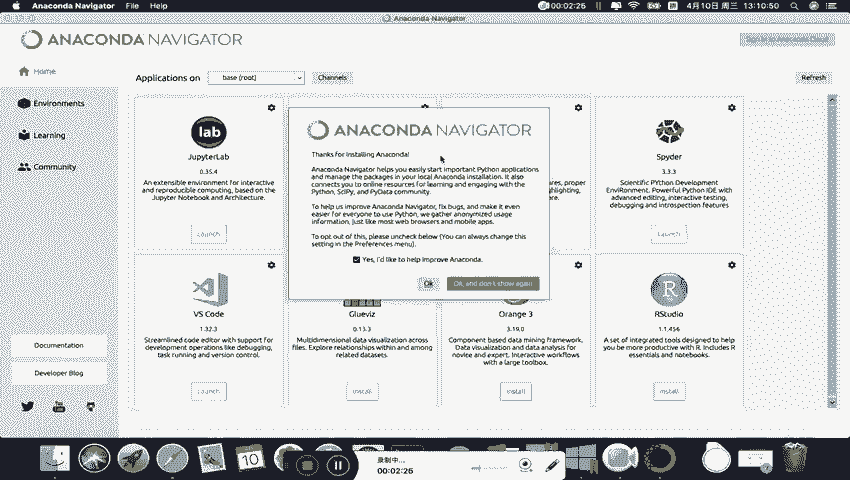 Anaconda Navigator File Help
00:02:26
4月10日 周三 13:10:50
Anaconda Navigator
ANACONDA NAVIGATOR
Home
Environments
Learning
Community
Documentation
Developer Blog
Applications on
base (root)
Channels
Refresh
lab
JupyterLab
0.35.4
An extensible environment for interactive
and reproducible computing, based on the
Jupyter Notebook and Architecture.
Launch
ANACONDA NAVIGATOR
Thanks for installing Anaconda!
Anaconda Navigator helps you easily start important Python applications
and manage the packages in your local Anaconda installation. It also
connects you to online resources for learning and engaging with the
Python, SciPy, and PyData community.
To help us improve Anaconda Navigator, fix bugs, and make it even
easier for everyone to use Python, we gather anonymized usage
information, just like most web browsers and mobile apps.
To opt out of this, please uncheck below (You can always change this
setting in the Preferences menu).
Yes, I'd like to help improve Anaconda.
Ok
Ok, and don't show again
Spyder
3.3.3
Scientific PYthon Development
EnviRonment. Powerful Python IDE with
advanced editing, interactive testing,
debugging and introspection features
Launch
VS Code
1.32.3
Streamlined code editor with support for
development operations like debugging,
task running and version control.
Launch
Glueviz
0.13.3
Multidimensional data visualization across
files. Explore relationships within and among
related datasets.
Install
Orange 3
3.19.0
Component based data mining framework.
Data visualization and data analysis for
novice and expert. Interactive workflows
with a large toolbox.
Install
RStudio
1.1.456
A set of integrated tools designed to help
you be more productive with R. Includes R
essentials and notebooks.
Install
10
录制中...
00:02:26